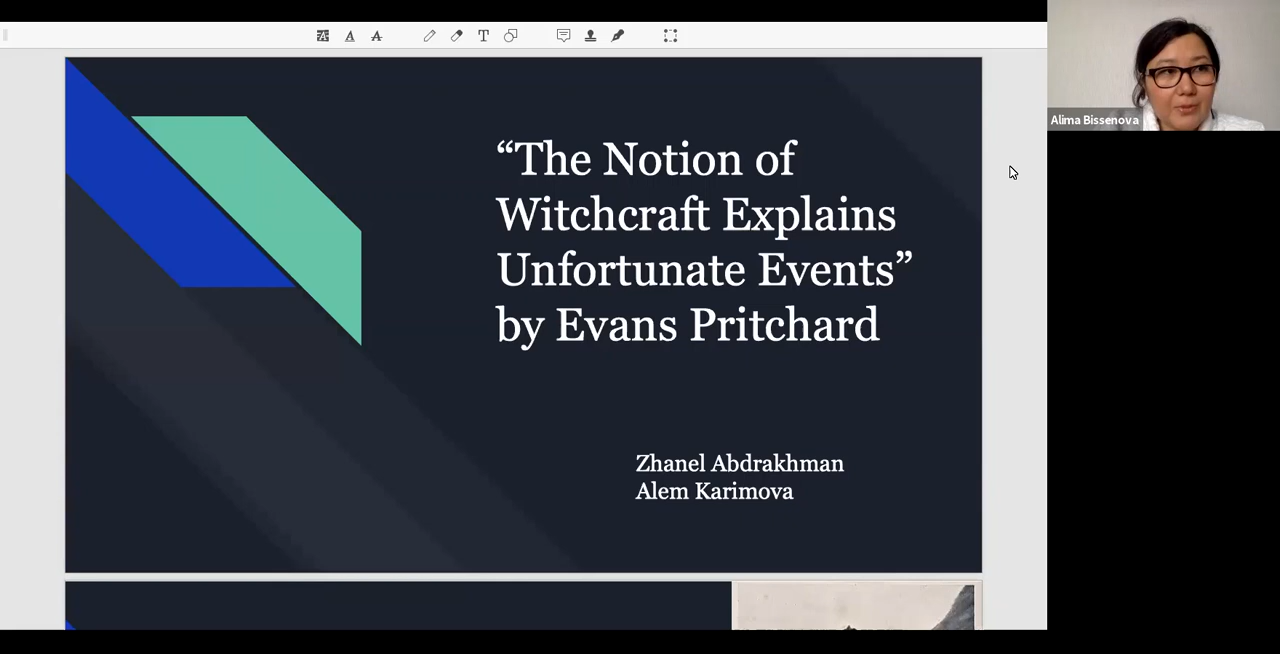 Alima Bissenova
“The Notion of
Witchcraft Explains
Unfortunate Events”
by Evans Pritchard
Zhanel Abdrakhman
Alem Karimova